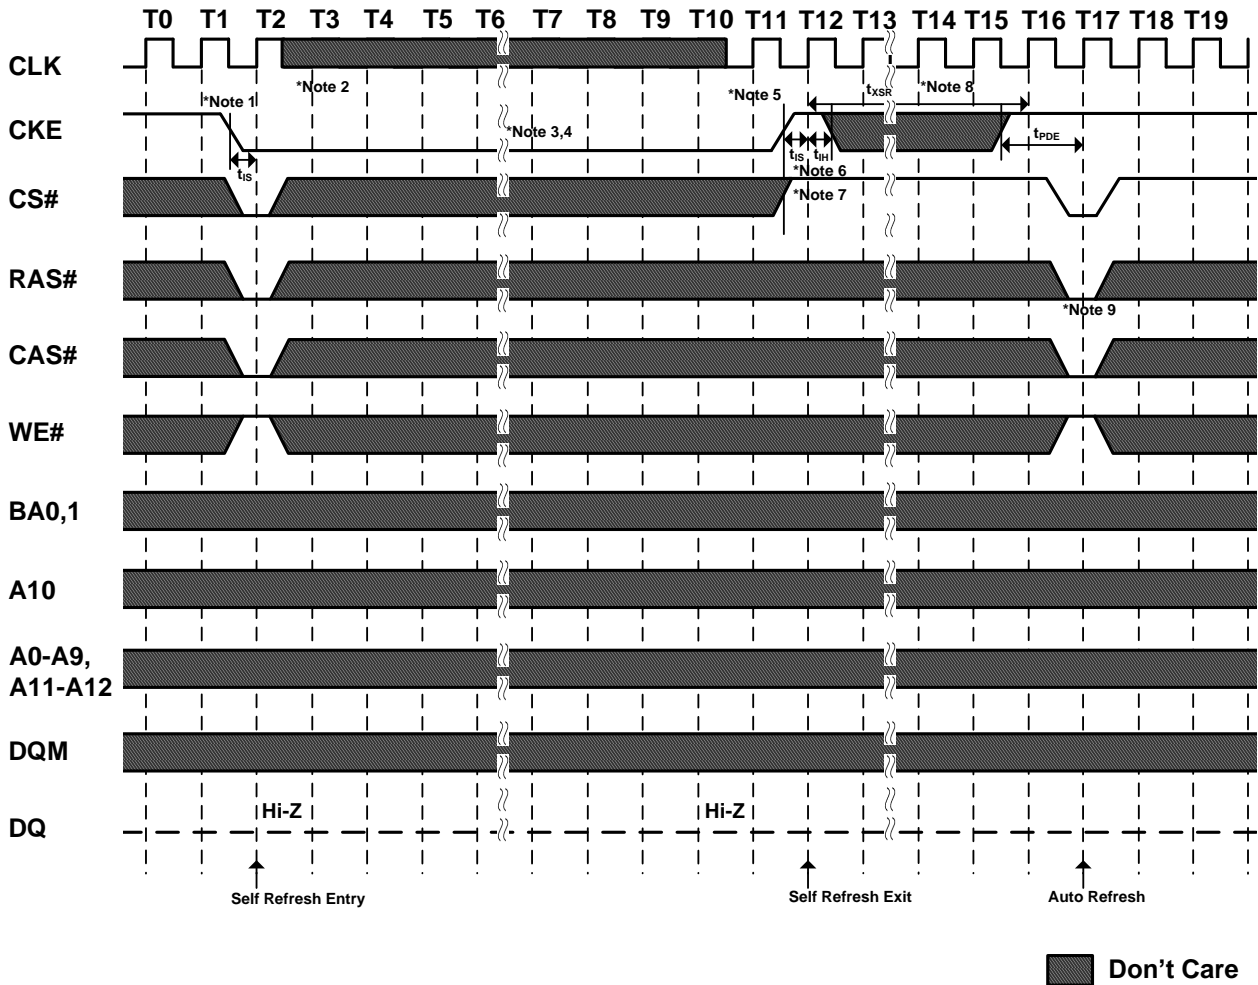 T0 T1 T2 T3 T4 T5 T6 T7 T8 T9 T10 T11 T12 T13 T14 T15 T16 T17 T18 T19
CLK
*Note 2 *Note 5 tXSR *Note 8
*Note 1
CKE *Note 3,4 tPDE
tIS tIS tIH
*Note 6
CS# *Note 7
RAS#
*Note 9
CAS#
WE#
BA0,1
A10
A0-A9,
A11-A12
DQM
Hi-Z Hi-Z
DQ
Self Refresh Entry Self Refresh Exit Auto Refresh
Don't Care